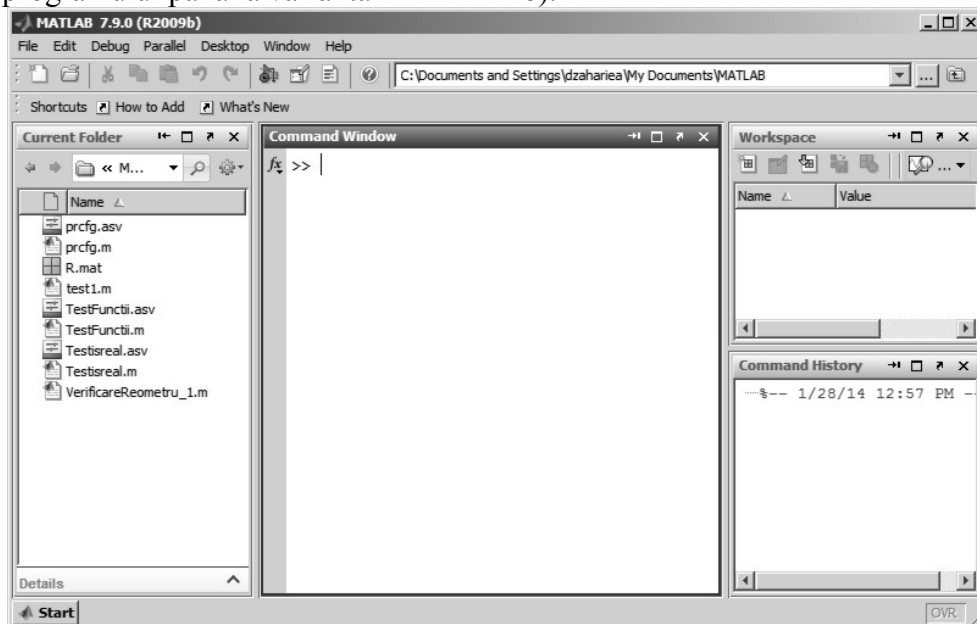 MATLAB 7.9.0 (R2009b)
File Edit Debug Parallel Desktop Window Help
C:\Documents and Settings\dzahariea\My Documents\MATLAB
Shortcuts How to Add What's New
Current Folder
« M...
Name
prcfg.asv
prcfg.m
R.mat
test1.m
TestFunctii.asv
TestFunctii.m
Testisreal.asv
Testisreal.m
VerificareReometru_1.m
Details
Command Window
fx >>
Workspace
Name Value
Command History
%-- 1/28/14 12:57 PM -
Start
OVR